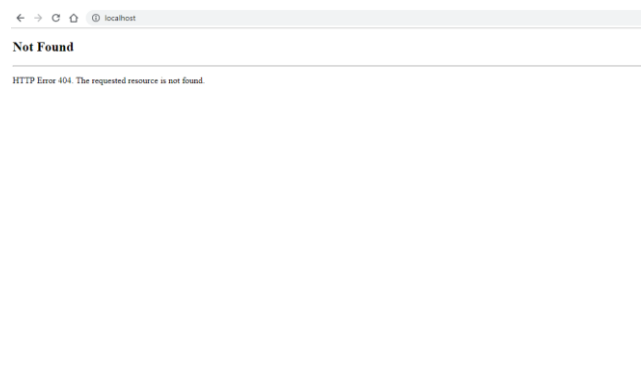 localhost
Not Found
HTTP Error 404. The requested resource is not found.